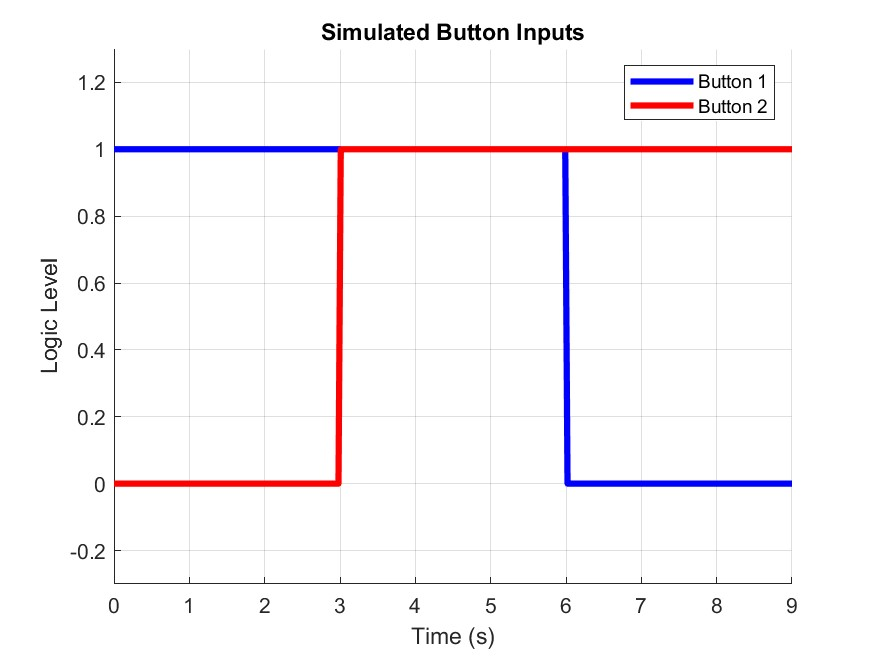 Simulated Button Inputs
Button 1
Button 2
1.2
1
0.8
0.6
0.4
0.2
0
-0.2
Logic Level
0 1 2 3 4 5 6 7 8 9
Time (s)